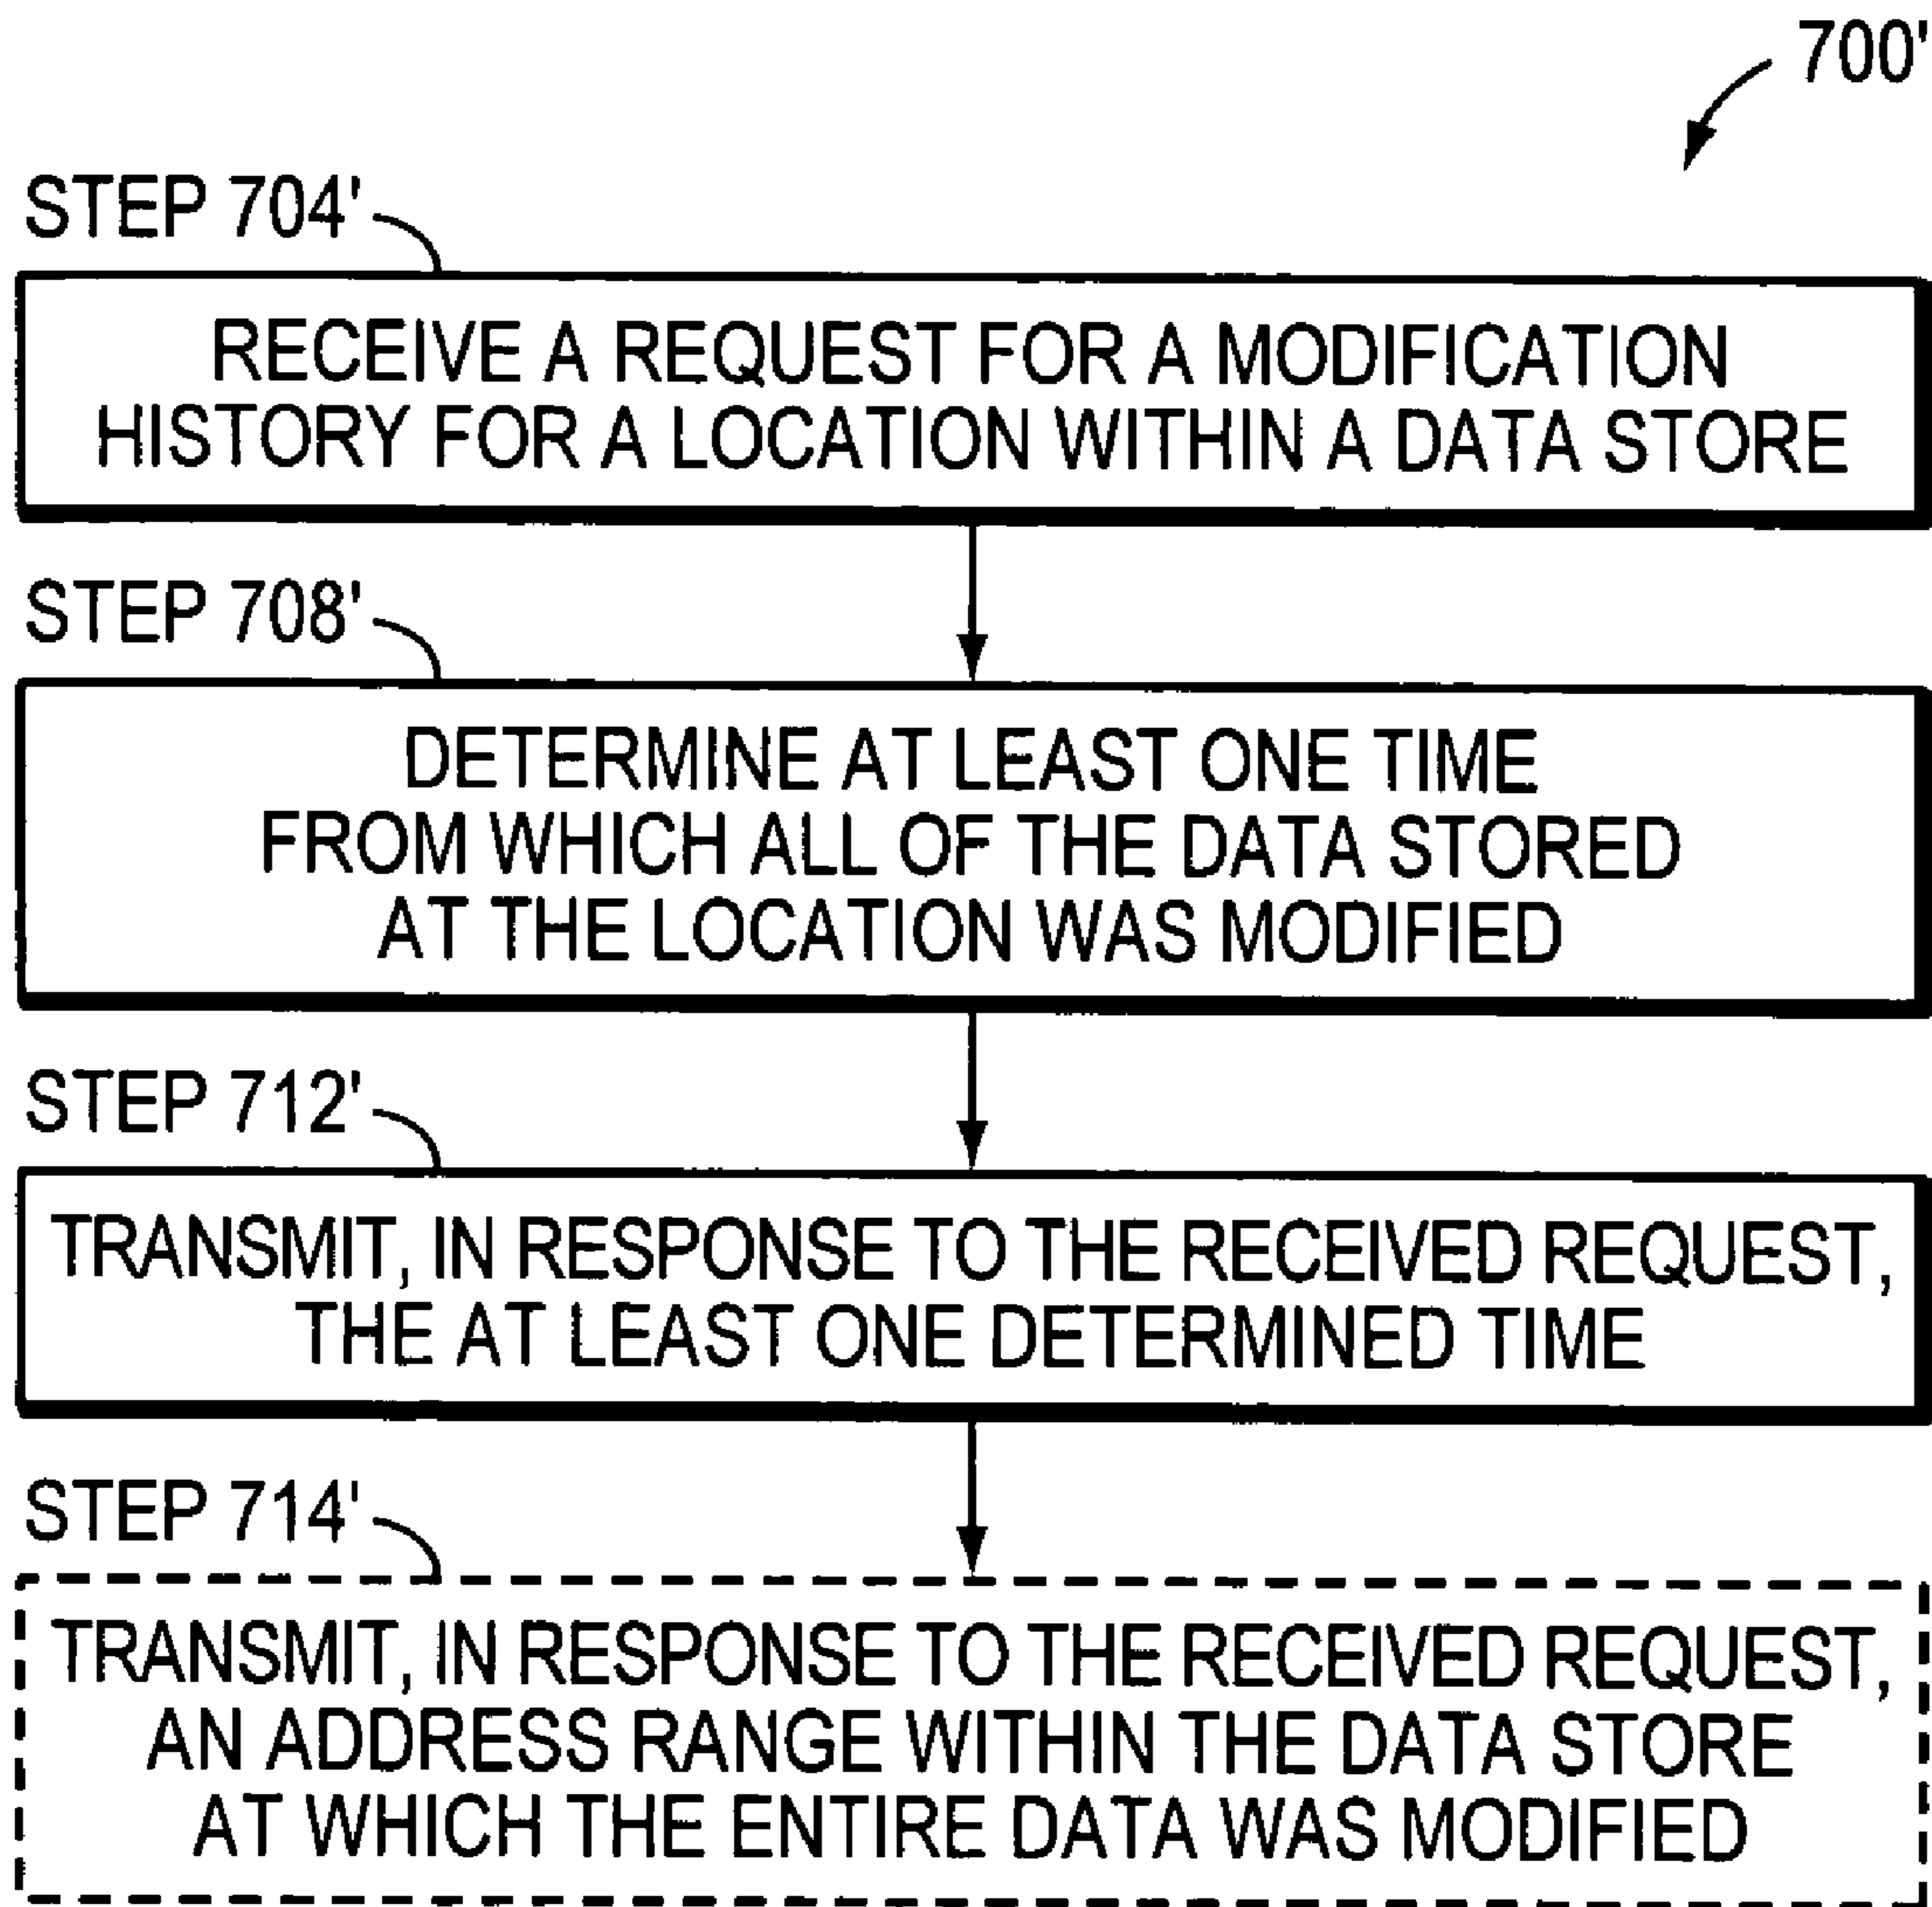 700'
STEP 704'
RECEIVE A REQUEST FOR A MODIFICATION
HISTORY FOR A LOCATION WITHIN A DATA STORE
STEP 708'
DETERMINE AT LEAST ONE TIME
FROM WHICH ALL OF THE DATA STORED
AT THE LOCATION WAS MODIFIED
STEP 712'
TRANSMIT, IN RESPONSE TO THE RECEIVED REQUEST,
THE AT LEAST ONE DETERMINED TIME
STEP 714'
TRANSMIT, IN RESPONSE TO THE RECEIVED REQUEST,
AN ADDRESS RANGE WITHIN THE DATA STORE
AT WHICH THE ENTIRE DATA WAS MODIFIED